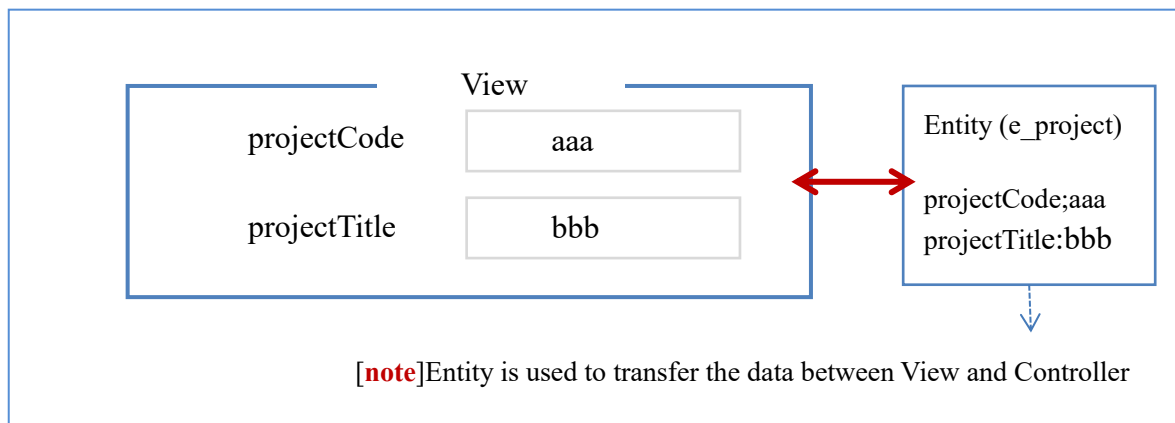 View
projectCode
aaa
projectTitle
bbb
Entity (e_project)
projectCode;aaa
projectTitle:bbb
[note]Entity is used to transfer the data between View and Controller